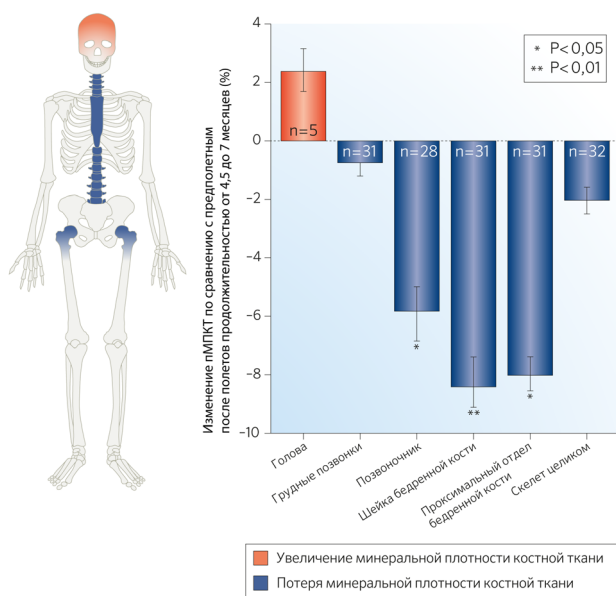 Изменение пМПКТ по сравнению с предполетным
после полетов продолжительностью от 4,5 до 7 месяцев (%)
4
2
0
-2
-4
-6
-8
-10
* P< 0,05
** P< 0,01
n=5
n=31
n=28
n=31
n=31
n=32
*
**
*
Голова
Грудные позвонки
Позвоночник
Шейка бедренной кости
Проксимальный отдел
бедренной кости
Скелет целиком
Увеличение минеральной плотности костной ткани
Потеря минеральной плотности костной ткани